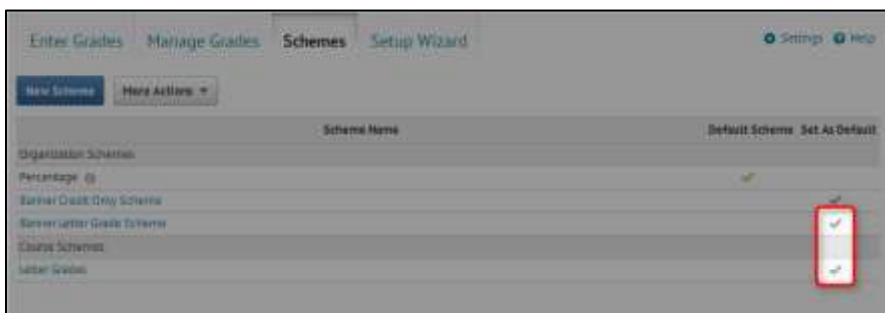 Enter Grades Manage Grades Schemes Setup Wizard Settings Help
New Scheme More Actions
Scheme Name Default Scheme Set As Default
Organization Schemes
Percentage
Banner Credit Only Scheme
Banner Letter Grade Scheme
Course Schemes
Letter Grades